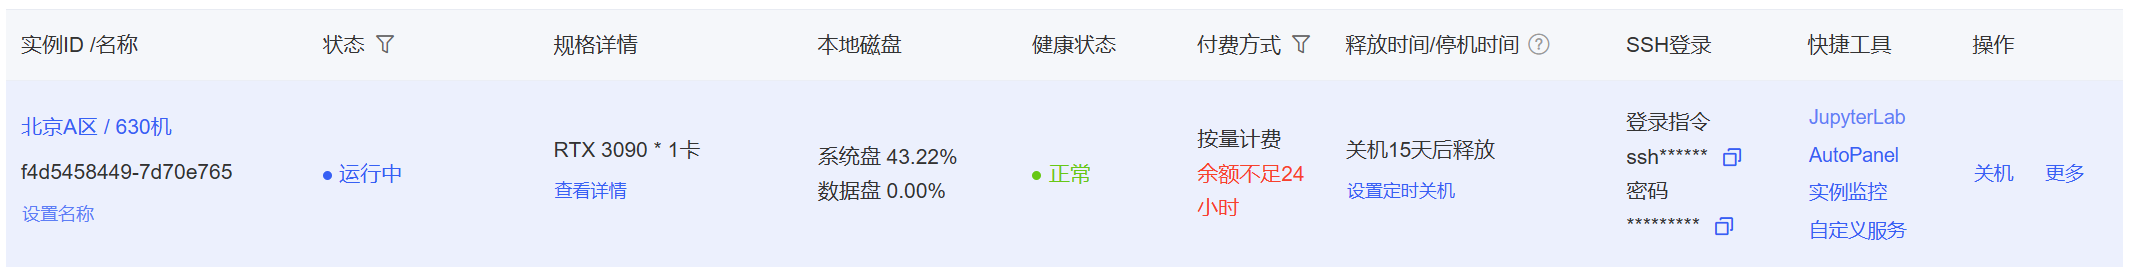 实例ID /名称 状态 规格详情 本地磁盘 健康状态 付费方式 释放时间/停机时间 SSH登录 快捷工具 操作
北京A区 / 630机
f4d5458449-7d70e765
设置名称
运行中
RTX 3090 * 1卡
查看详情
系统盘 43.22%
数据盘 0.00%
正常
按量计费
余额不足24
小时
关机15天后释放
设置定时关机
登录指令
ssh******
密码
*********
JupyterLab
AutoPanel
实例监控
自定义服务
关机 更多